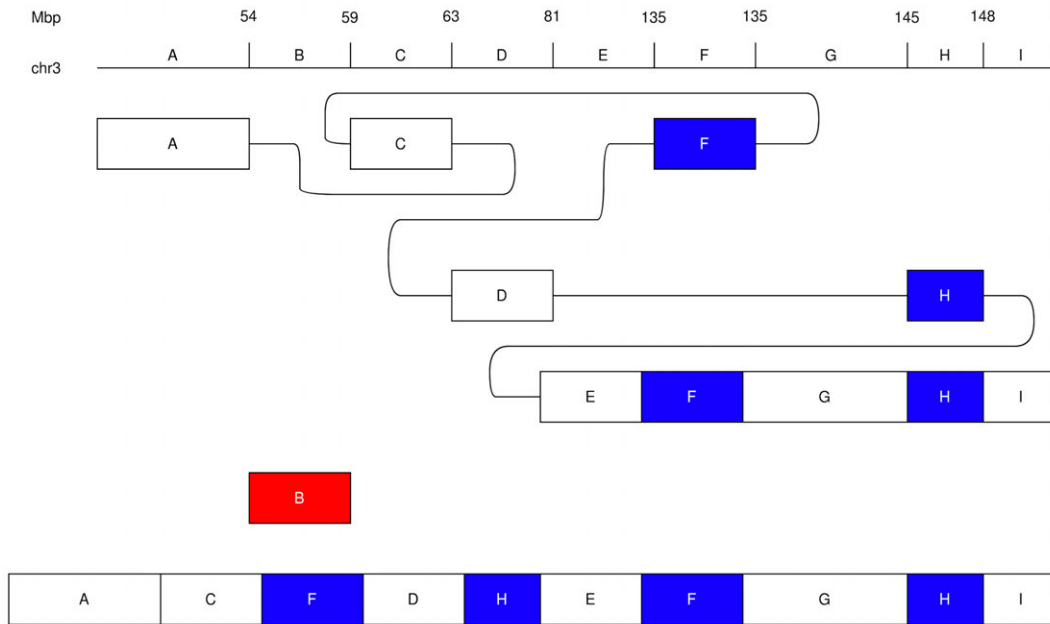 Mbp 54 59 63 81 135 135 145 148
A B C D E F G H I
chr3
A C F
D H
E F G H I
B
A C F D H E F G H I